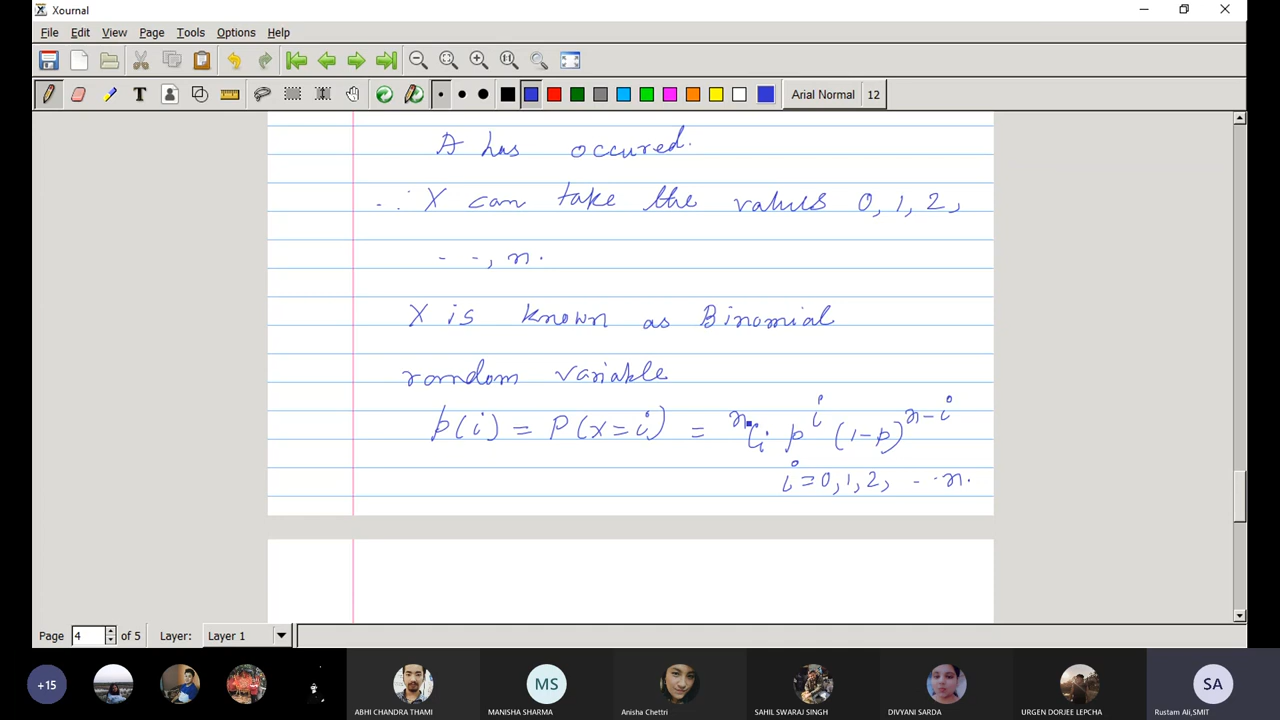 Xournal
File Edit View Page Tools Options Help
Arial Normal 12
A has occured.
∴ X can take the values 0, 1, 2,
- -, n.
X is known as Binomial
random variable
p(i) = P(X=i) = ⁿCᵢ pⁱ (1-p)ⁿ⁻ⁱ
i=0, 1, 2, - - n.
Page 4 of 5 Layer: Layer 1
+15
MS
SA
ABHI CHANDRA THAMI
MANISHA SHARMA
Anisha Chettri
SAHIL SWARAJ SINGH
DIVYANI SARDA
URGEN DORJEE LEPCHA
Rustam Ali,SMIT